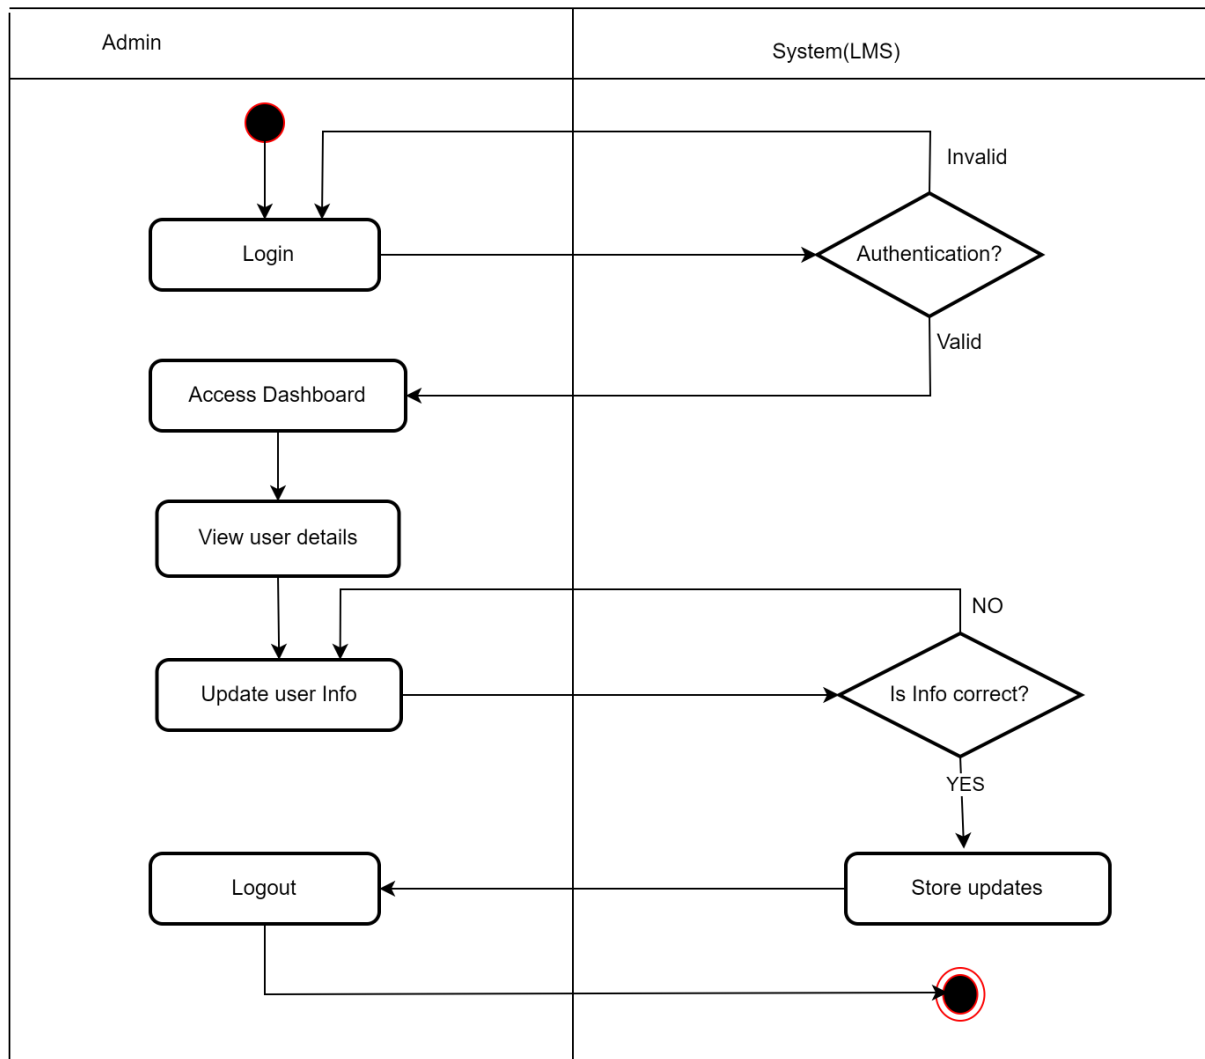 Admin
System(LMS)
Invalid
Login
Authentication?
Valid
Access Dashboard
View user details
NO
Update user Info
Is Info correct?
YES
Logout
Store updates